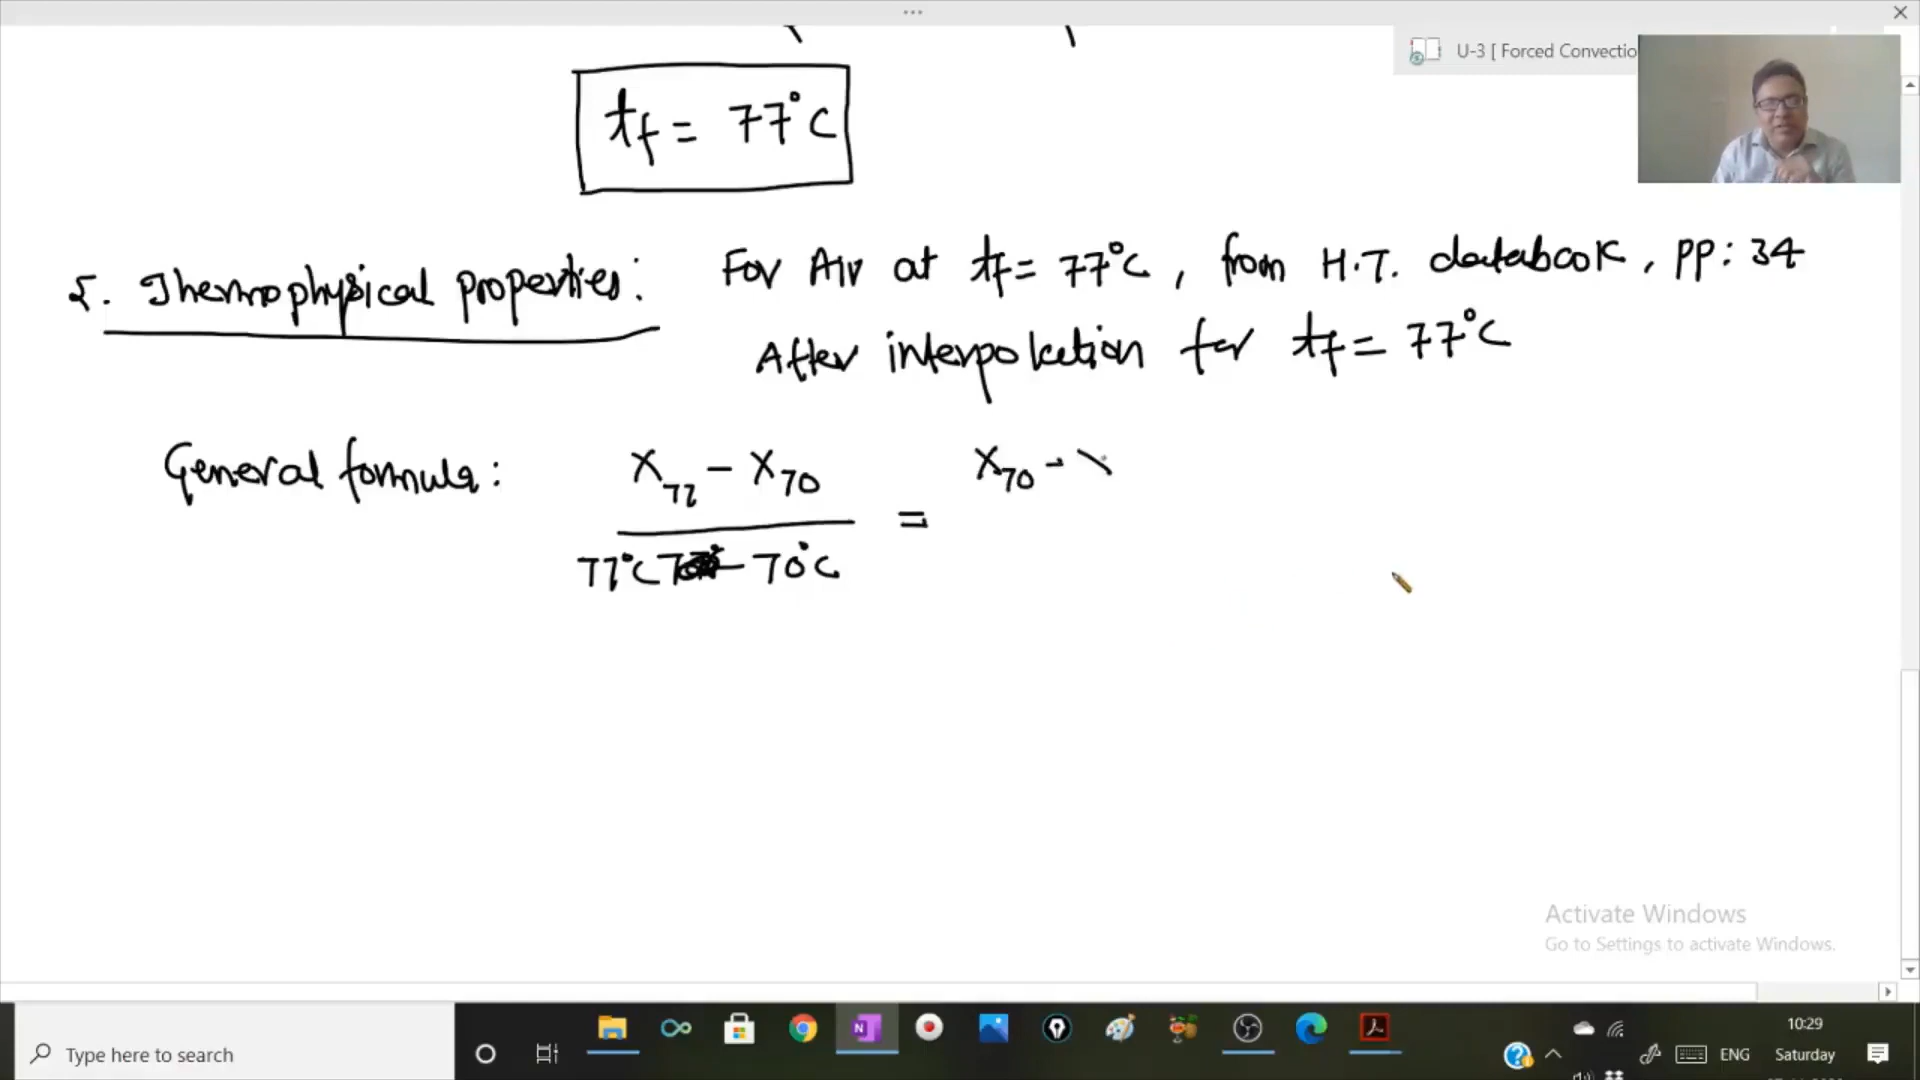 U-3 [ Forced Convectio
tf = 77°C
5. Thermophysical properties: For Air at tf = 77°C, from H.T. databook, pp: 34
After interpolation for tf = 77°C
General formula: X77 - X70 = X70 -
77°C - 70°C
Activate Windows
Go to Settings to activate Windows.
Type here to search
ENG
10:29
Saturday